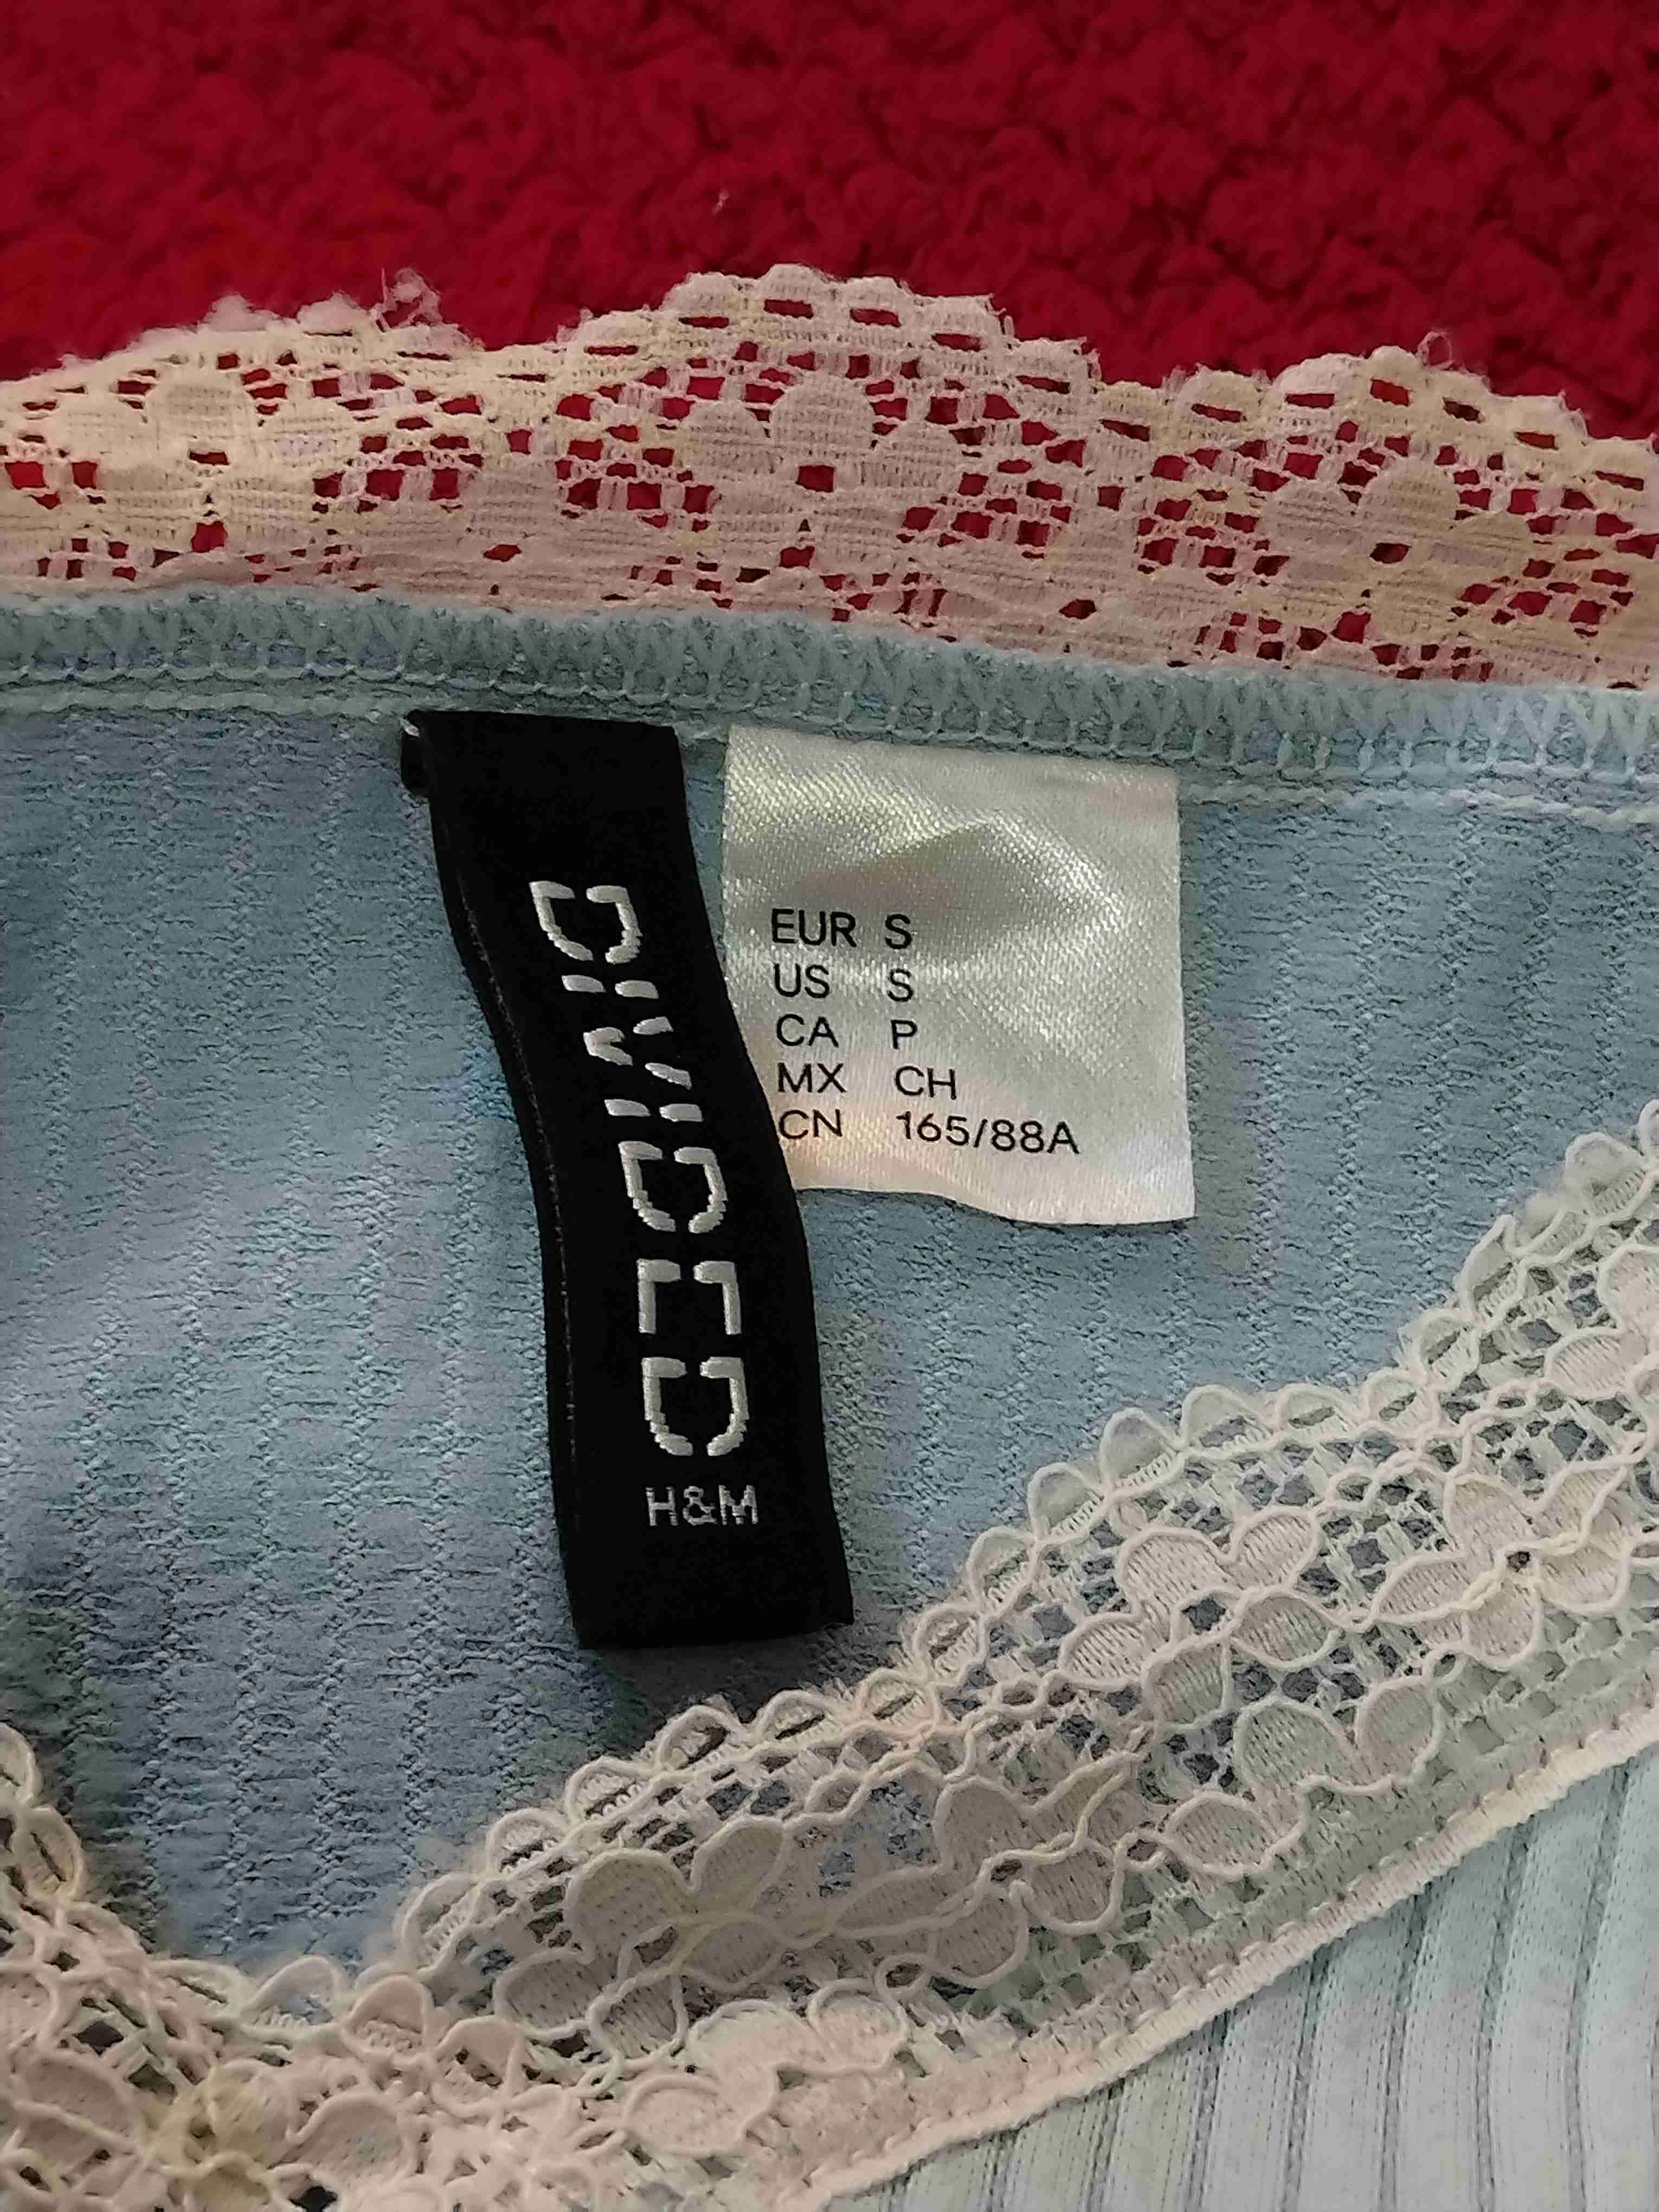 DIVIDED
H&M
EUR S
US S
CA P
MX CH
CN 165/88A